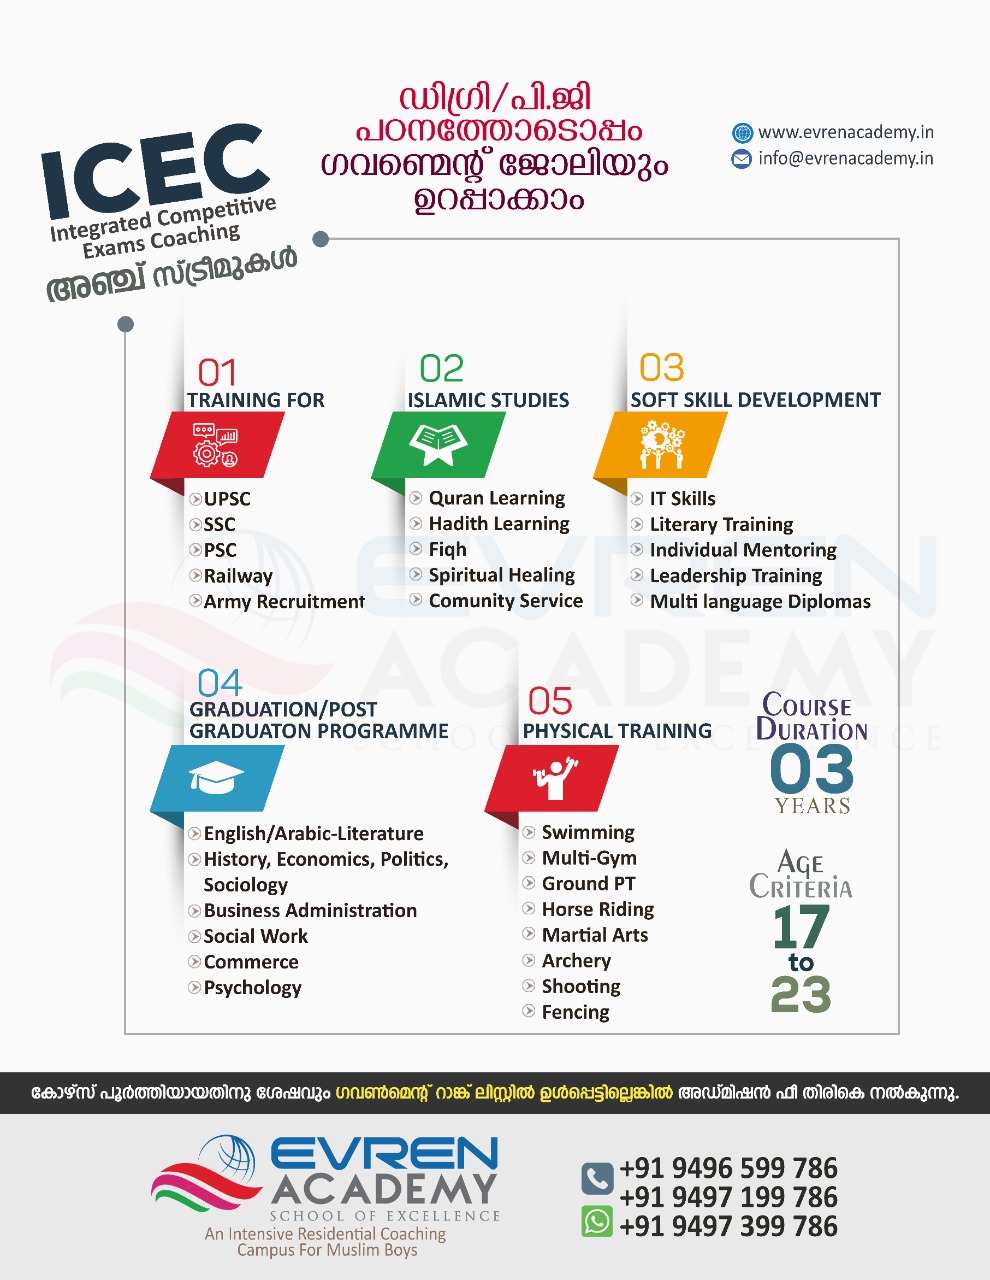 ഡിഗ്രി/പി.ജി
പഠനത്തോടൊപ്പം
ഗവണ്മെന്റ് ജോലിയും
ഉറപ്പാക്കാം
www.evrenacademy.in
info@evrenacademy.in
ICEC
Integrated Competitive
Exams Coaching
അഞ്ച് സ്ട്രീമുകൾ
01
TRAINING FOR
UPSC
SSC
PSC
Railway
Army Recruitment
02
ISLAMIC STUDIES
Quran Learning
Hadith Learning
Fiqh
Spiritual Healing
Comunity Service
03
SOFT SKILL DEVELOPMENT
IT Skills
Literary Training
Individual Mentoring
Leadership Training
Multi language Diplomas
EVREN
ACADEMY
SCHOOL OF EXCELLENCE
04
GRADUATION/POST
GRADUATON PROGRAMME
English/Arabic-Literature
History, Economics, Politics,
Sociology
Business Administration
Social Work
Commerce
Psychology
05
PHYSICAL TRAINING
Swimming
Multi-Gym
Ground PT
Horse Riding
Martial Arts
Archery
Shooting
Fencing
COURSE
DURATION
03
YEARS
AGE
CRITERIA
17
to
23
കോഴ്സ് പൂർത്തിയായതിനു ശേഷവും ഗവൺമെന്റ് റാങ്ക് ലിസ്റ്റിൽ ഉൾപ്പെട്ടില്ലെങ്കിൽ അഡ്മിഷൻ ഫീ തിരികെ നൽകുന്നു.
EVREN
ACADEMY
SCHOOL OF EXCELLENCE
An Intensive Residential Coaching
Campus For Muslim Boys
+91 9496 599 786
+91 9497 199 786
+91 9497 399 786